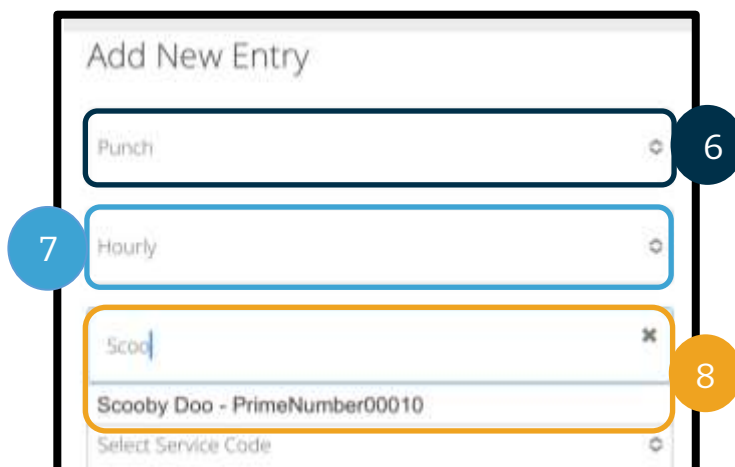 Add New Entry
Punch
6
7
Hourly
Scoo
8
Scooby Doo - PrimeNumber00010
Select Service Code